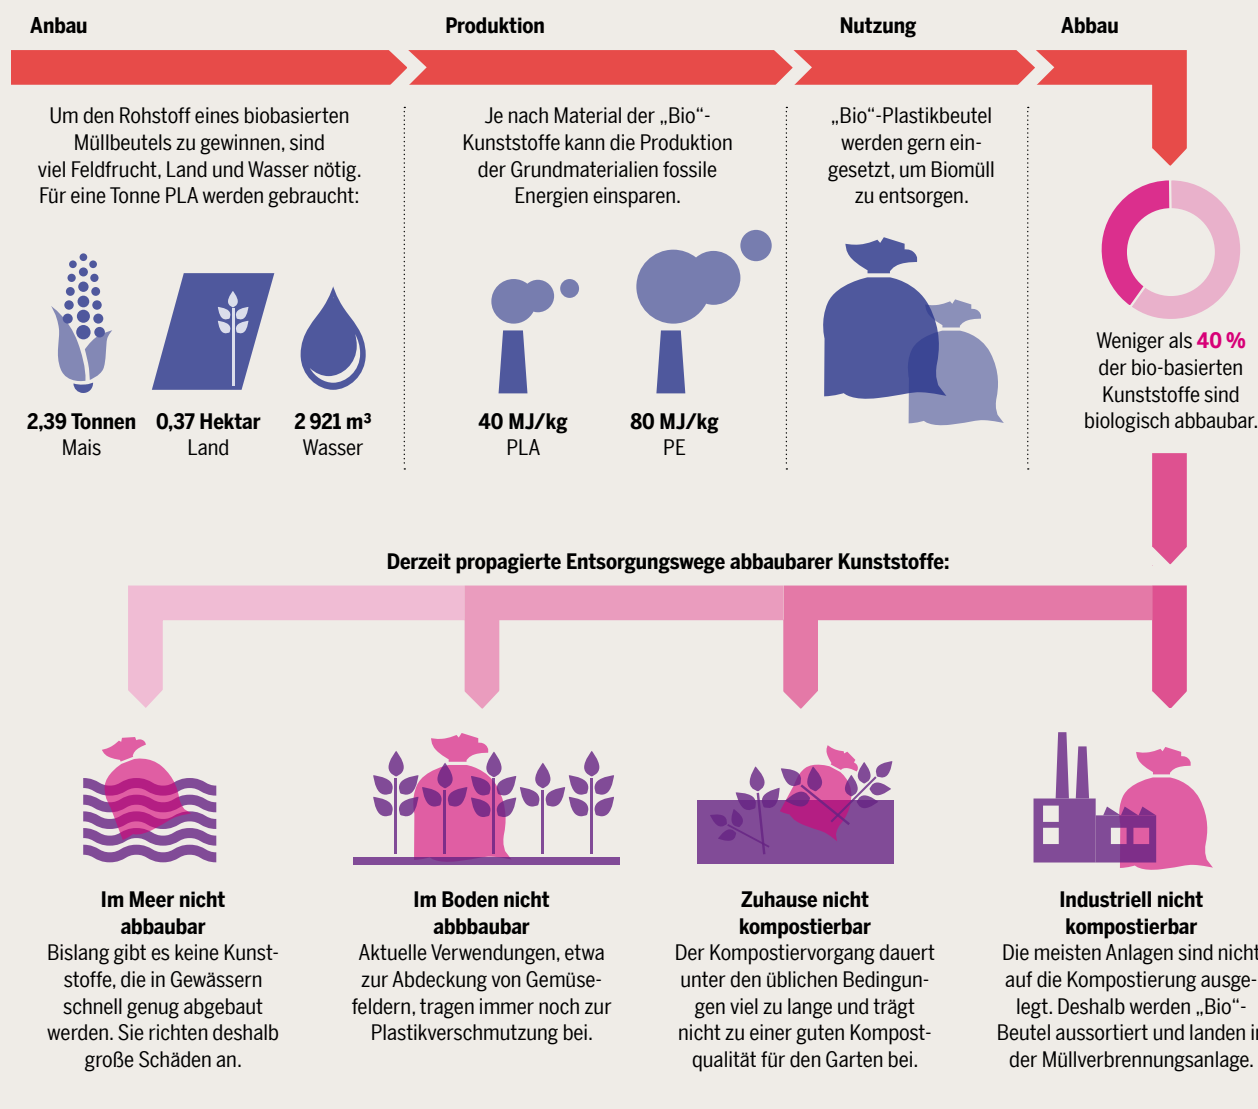 Anbau
Um den Rohstoff eines biobasierten
Müllbeutels zu gewinnen, sind
viel Feldfrucht, Land und Wasser nötig.
Für eine Tonne PLA werden gebraucht:
2,39 Tonnen
Mais
0,37 Hektar
Land
2 921 m³
Wasser
Produktion
Je nach Material der „Bio“-
Kunststoffe kann die Produktion
der Grundmaterialien fossile
Energien einsparen.
40 MJ/kg
PLA
80 MJ/kg
PE
Nutzung
„Bio“-Plastikbeutel
werden gern ein-
gesetzt, um Biomüll
zu entsorgen.
Abbau
Weniger als 40 %
der bio-basierten
Kunststoffe sind
biologisch abbaubar.
Derzeit propagierte Entsorgungswege abbaubarer Kunststoffe:
Im Meer nicht
abbaubar
Bislang gibt es keine Kunst-
stoffe, die in Gewässern
schnell genug abgebaut
werden. Sie richten deshalb
große Schäden an.
Im Boden nicht
abbbaubar
Aktuelle Verwendungen, etwa
zur Abdeckung von Gemüse-
feldern, tragen immer noch zur
Plastikverschmutzung bei.
Zuhause nicht
kompostierbar
Der Kompostiervorgang dauert
unter den üblichen Bedingun-
gen viel zu lange und trägt
nicht zu einer guten Kompost-
qualität für den Garten bei.
Industriell nicht
kompostierbar
Die meisten Anlagen sind nicht
auf die Kompostierung ausge-
legt. Deshalb werden „Bio“-
Beutel aussortiert und landen in
der Müllverbrennungsanlage.